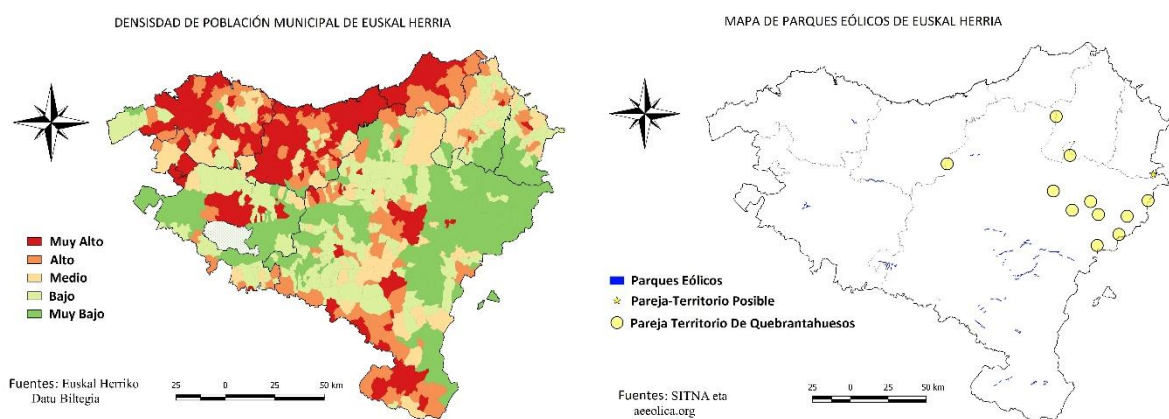 DENSISDAD DE POBLACIÓN MUNICIPAL DE EUSKAL HERRIA
Muy Alto
Alto
Medio
Bajo
Muy Bajo
Fuentes: Euskal Herriko
Datu Biltegia
25 0 25 50 km
MAPA DE PARQUES EÓLICOS DE EUSKAL HERRIA
Parques Eólicos
Pareja-Territorio Posible
Pareja Territorio De Quebrantahuesos
Fuentes: SITNA eta
aeeolica.org
25 0 25 50 km